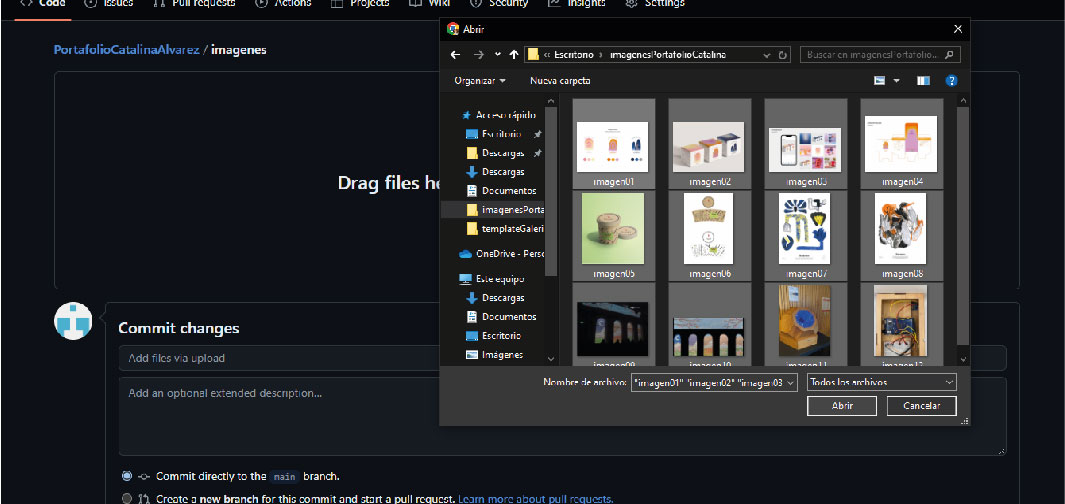 Code Issues Pull requests Actions Projects Wiki Security Insights Settings
PortafolioCatalinaAlvarez / imagenes
Drag files he
Commit changes
Add files via upload
Add an optional extended description...
Commit directly to the main branch.
Create a new branch for this commit and start a pull request. Learn more about pull requests.
Abrir
« Escritorio › imagenesPortafolioCatalina
Buscar en imagenesPortafolio...
Organizar
Nueva carpeta
Acceso rápido
Escritorio
Descargas
Descargas
Documentos
imagenesPorta
templateGaleri
OneDrive - Perso
Este equipo
Descargas
Documentos
Escritorio
Imágenes
imagen01 imagen02 imagen03 imagen04
imagen05 imagen06 imagen07 imagen08
imagen09 imagen10 imagen11 imagen12
Nombre de archivo: "imagen01" "imagen02" "imagen03
Todos los archivos
Abrir Cancelar